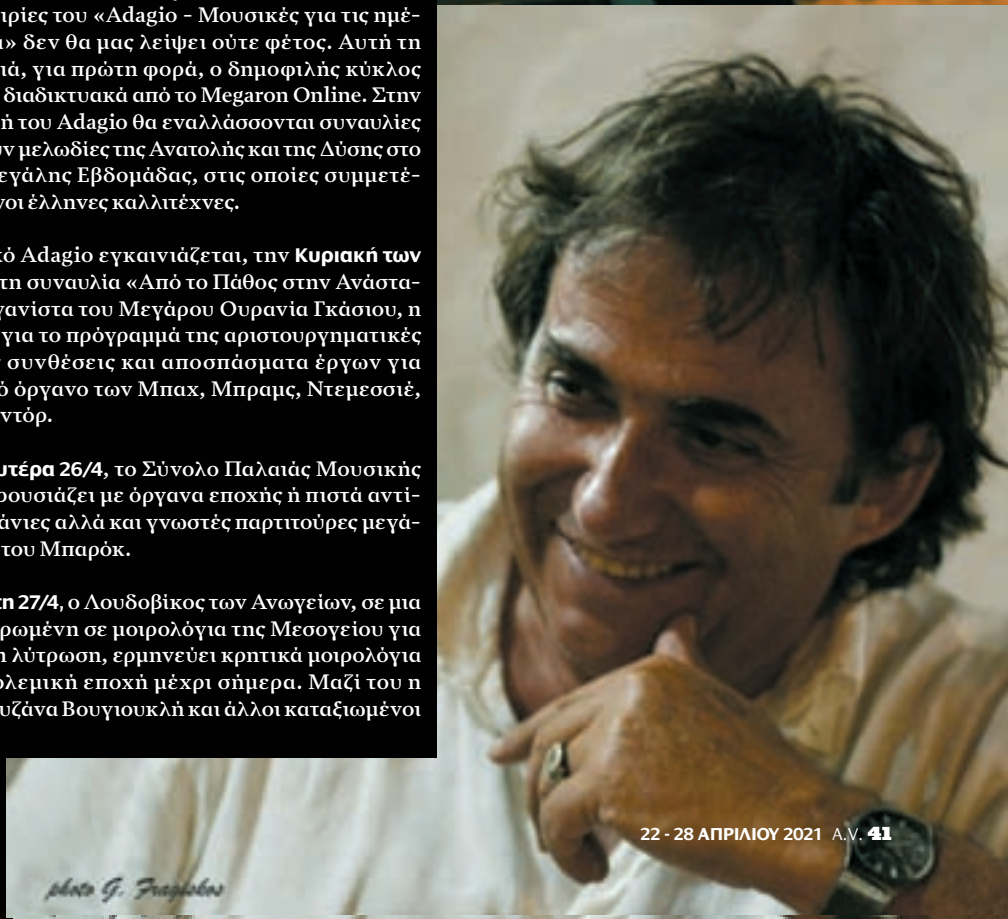 ιρίες του «Adagio - Μουσικές για τις ημέ-
» δεν θα μας λείψει ούτε φέτος. Αυτή τη
ιά, για πρώτη φορά, ο δημοφιλής κύκλος
διαδικτυακά από το Megaron Online. Στην
ή του Adagio θα εναλλάσσονται συναυλίες
ν μελωδίες της Ανατολής και της Δύσης στο
εγάλης Εβδομάδας, στις οποίες συμμετέ-
νοι έλληνες καλλιτέχνες.
ό Adagio εγκαινιάζεται, την Κυριακή των
τη συναυλία «Από το Πάθος στην Ανάστα-
γανίστα του Μεγάρου Ουρανία Γκάσιου, η
για το πρόγραμμά της αριστουργηματικές
συνθέσεις και αποσπάσματα έργων για
ό όργανο των Μπαχ, Μπραμς, Ντεμεσσιέ,
ντόρ.
υτέρα 26/4, το Σύνολο Παλαιάς Μουσικής
ρουσιάζει με όργανα εποχής ή πιστά αντί-
άνιες αλλά και γνωστές παρτιτούρες μεγά-
του Μπαρόκ.
τη 27/4, ο Λουδοβίκος των Ανωγείων, σε μια
ρωμένη σε μοιρολόγια της Μεσογείου για
η λύτρωση, ερμηνεύει κρητικά μοιρολόγια
ολεμική εποχή μέχρι σήμερα. Μαζί του η
υζάνα Βουγιουκλή και άλλοι καταξιωμένοι
22 - 28 ΑΠΡΙΛΙΟΥ 2021 A.V. 41
photo G. Fragiskos